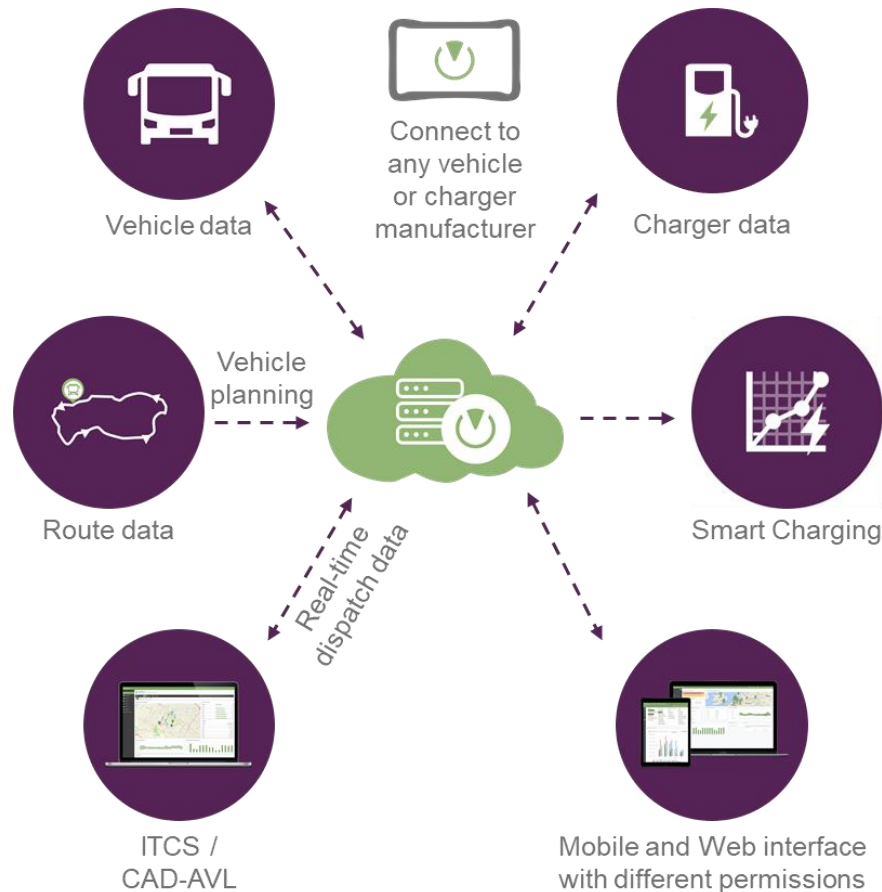 Connect to
any vehicle
or charger
manufacturer
Vehicle data
Charger data
Vehicle
planning
Route data
Smart Charging
Real-time
dispatch data
ITCS /
CAD-AVL
Mobile and Web interface
with different permissions